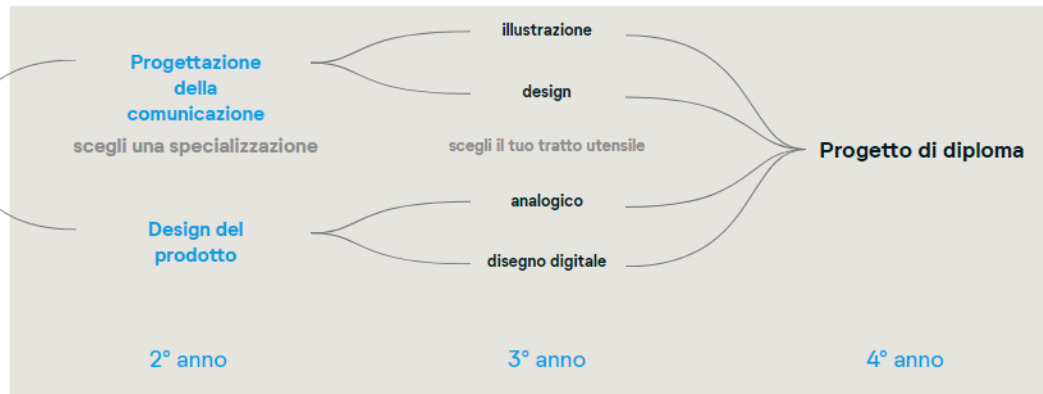 illustrazione
Progettazione
della
comunicazione
design
scegli una specializzazione
scegli il tuo tratto utensile
Progetto di diploma
analogico
Design del
prodotto
disegno digitale
2° anno
3° anno
4° anno